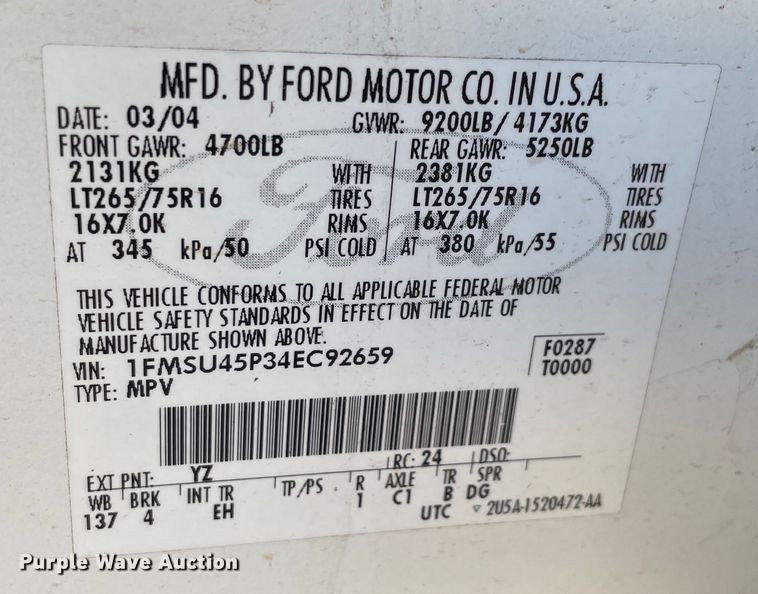 MFD. BY FORD MOTOR CO. IN U.S.A.
DATE: 03/04 GVWR: 9200LB/ 4173KG
FRONT GAWR: 4700LB REAR GAWR: 5250LB
2131KG WITH 2381KG WITH
LT265/75R16 TIRES LT265/75R16 TIRES
16X7.0K RIMS 16X7.0K RIMS
AT 345 kPa/50 PSI COLD AT 380 kPa/55 PSI COLD
Ford
THIS VEHICLE CONFORMS TO ALL APPLICABLE FEDERAL MOTOR
VEHICLE SAFETY STANDARDS IN EFFECT ON THE DATE OF
MANUFACTURE SHOWN ABOVE.
VIN: 1FMSU45P34EC92659 F0287
TYPE: MPV T0000
EXT PNT: YZ RC: 24 DSO:
WB BRK INT TR TP/PS R AXLE TR SPR
137 4 EH 1 C1 B DG
UTC ▽ 2U5A-1520472-AA
Purple Wave Auction